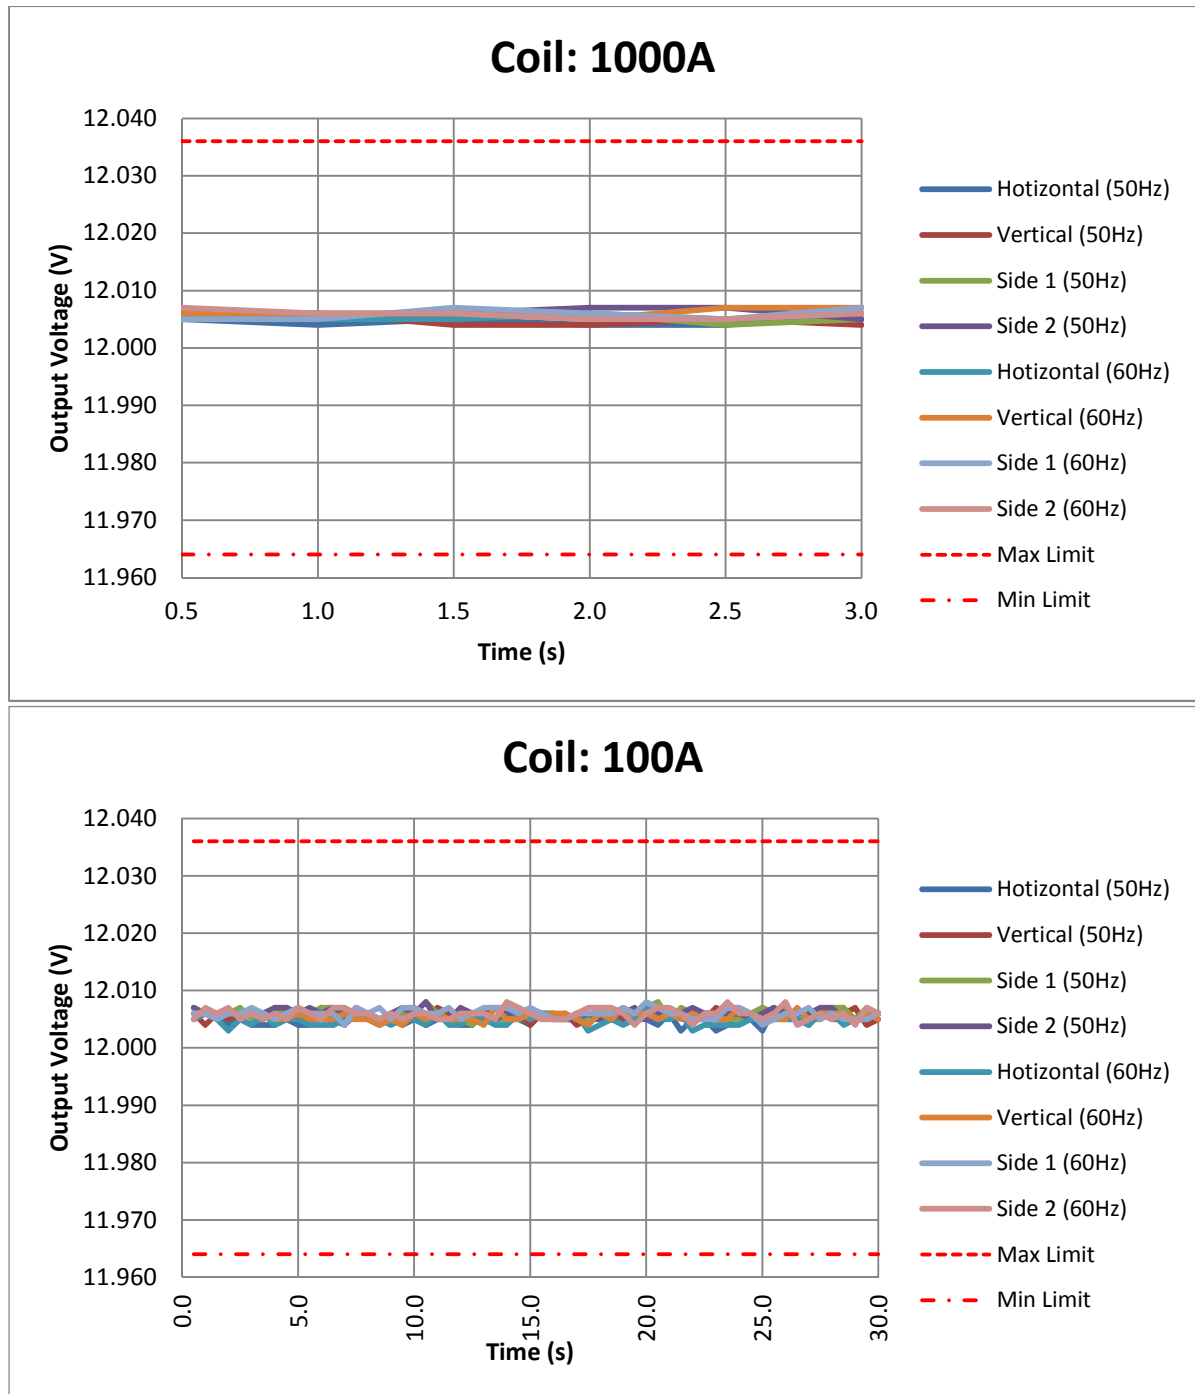 Coil: 1000A
12.040
12.030
12.020
12.010
12.000
11.990
11.980
11.970
11.960
Output Voltage (V)
0.5 1.0 1.5 2.0 2.5 3.0
Time (s)
Hotizontal (50Hz)
Vertical (50Hz)
Side 1 (50Hz)
Side 2 (50Hz)
Hotizontal (60Hz)
Vertical (60Hz)
Side 1 (60Hz)
Side 2 (60Hz)
Max Limit
Min Limit
Coil: 100A
12.040
12.030
12.020
12.010
12.000
11.990
11.980
11.970
11.960
Output Voltage (V)
0.0 5.0 10.0 15.0 20.0 25.0 30.0
Time (s)
Hotizontal (50Hz)
Vertical (50Hz)
Side 1 (50Hz)
Side 2 (50Hz)
Hotizontal (60Hz)
Vertical (60Hz)
Side 1 (60Hz)
Side 2 (60Hz)
Max Limit
Min Limit